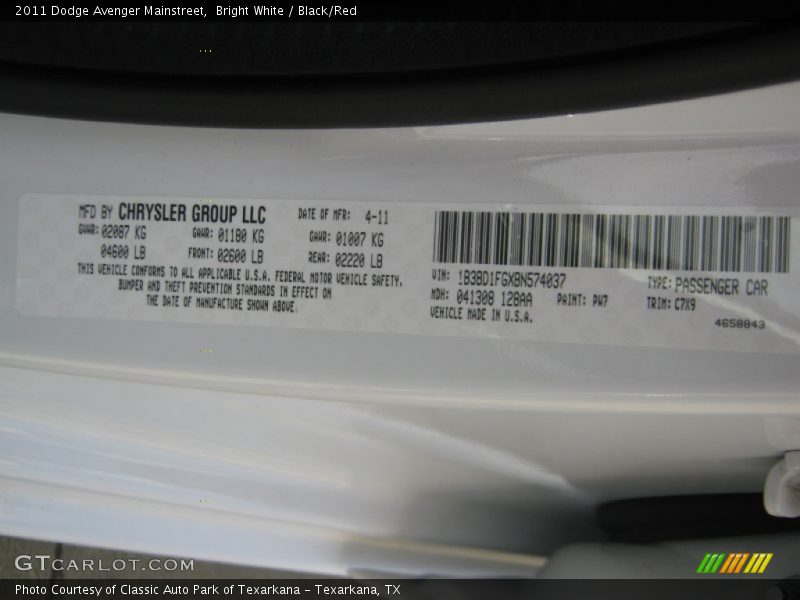 2011 Dodge Avenger Mainstreet,  Bright White / Black/Red
MFD BY CHRYSLER GROUP LLC
DATE OF MFR: 4-11
GVWR: 02087 KG
GAWR: 01180 KG
GAWR: 01007 KG
04600 LB
FRONT: 02600 LB
REAR: 02220 LB
THIS VEHICLE CONFORMS TO ALL APPLICABLE U.S.A. FEDERAL MOTOR VEHICLE SAFETY,
BUMPER AND THEFT PREVENTION STANDARDS IN EFFECT ON
THE DATE OF MANUFACTURE SHOWN ABOVE.
VIN: 1B3BD1FGXBN574037
TYPE: PASSENGER CAR
MDH: 041308 128AA
PAINT: PW7
TRIM: C7X9
VEHICLE MADE IN U.S.A.
4658843
GTCARLOT.COM
Photo Courtesy of Classic Auto Park of Texarkana – Texarkana, TX